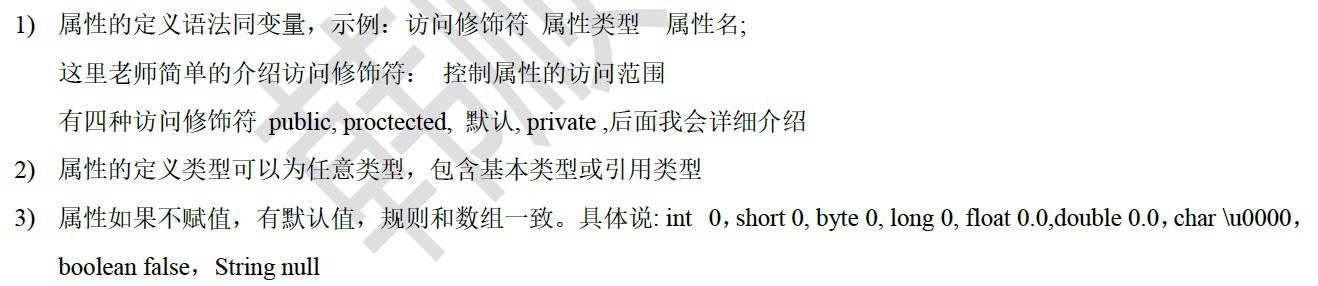 1) 属性的定义语法同变量，示例：访问修饰符 属性类型 属性名;
这里老师简单的介绍访问修饰符： 控制属性的访问范围
有四种访问修饰符 public, proctected, 默认, private ,后面我会详细介绍
2) 属性的定义类型可以为任意类型，包含基本类型或引用类型
3) 属性如果不赋值，有默认值，规则和数组一致。具体说: int 0，short 0, byte 0, long 0, float 0.0,double 0.0，char \u0000，
boolean false，String null
韩顺